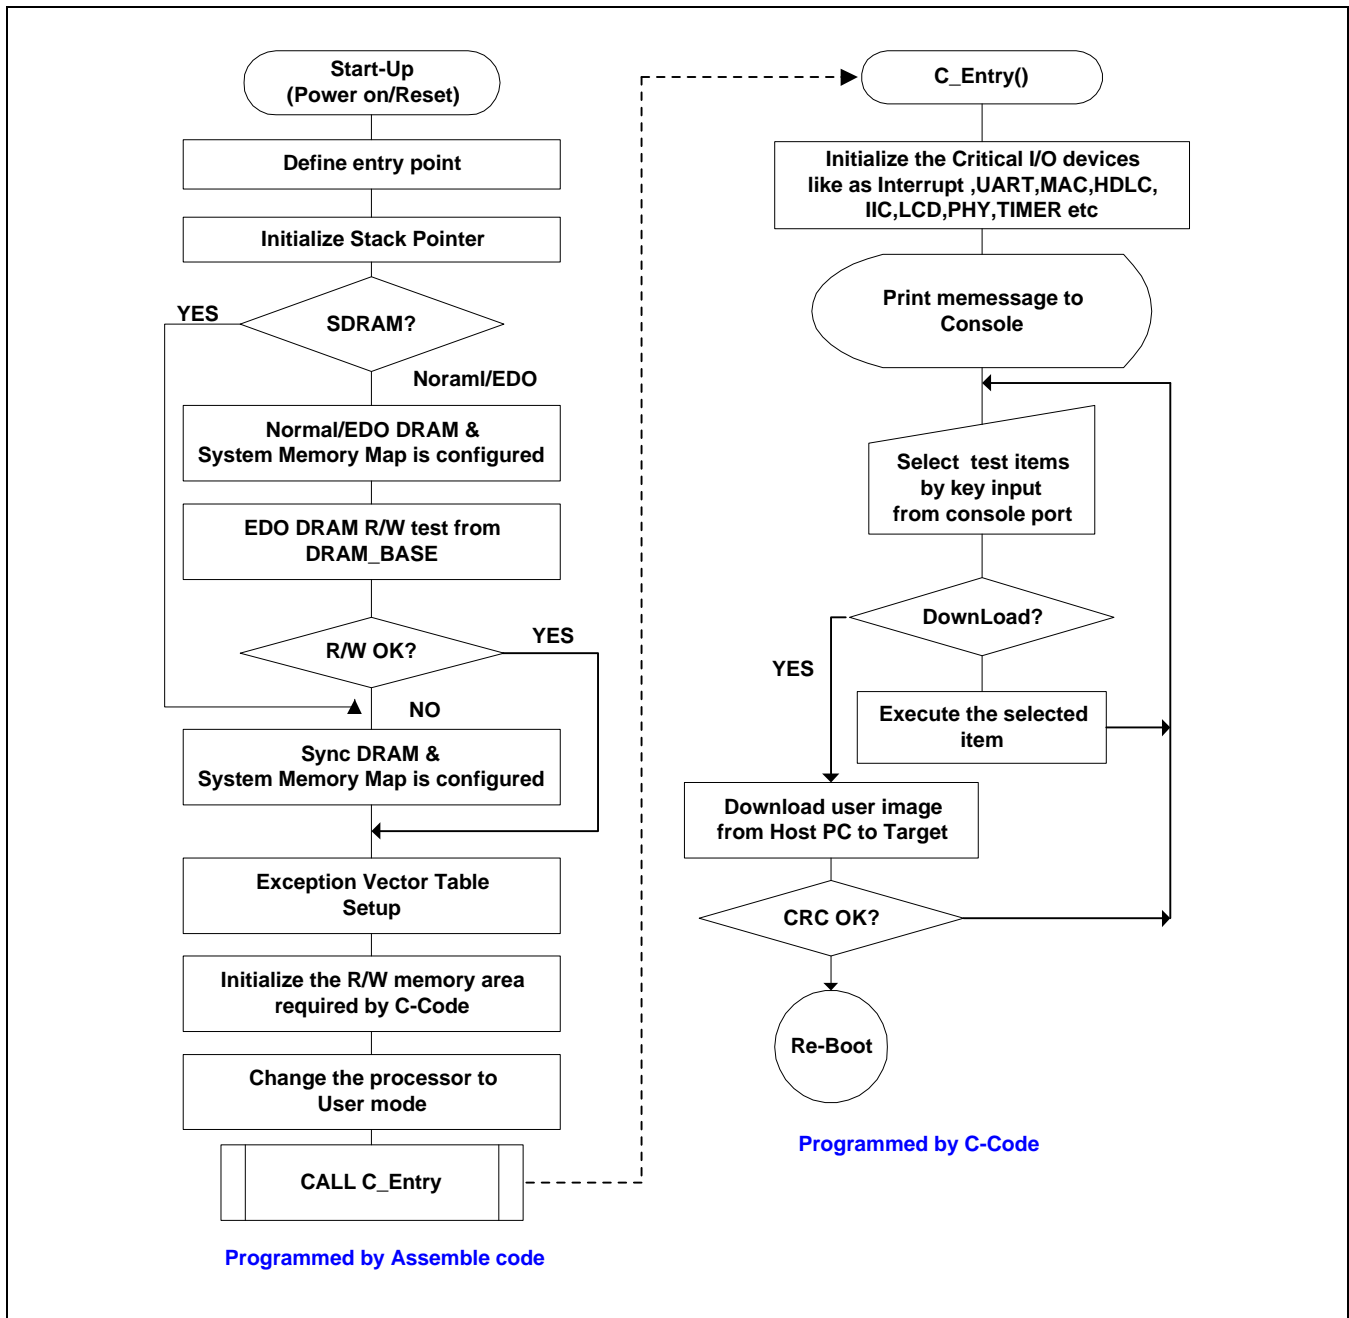 Start-Up
(Power on/Reset)
Define entry point
Initialize Stack Pointer
YES
SDRAM?
Noraml/EDO
Normal/EDO DRAM &
System Memory Map is configured
EDO DRAM R/W test from
DRAM_BASE
YES
R/W OK?
NO
Sync DRAM &
System Memory Map is configured
Exception Vector Table
Setup
Initialize the R/W memory area
required by C-Code
Change the processor to
User mode
CALL C_Entry
Programmed by Assemble code
C_Entry()
Initialize the Critical I/O devices
like as Interrupt ,UART,MAC,HDLC,
IIC,LCD,PHY,TIMER etc
Print memessage to
Console
Select test items
by key input
from console port
DownLoad?
YES
Execute the selected
item
Download user image
from Host PC to Target
CRC OK?
Re-Boot
Programmed by C-Code